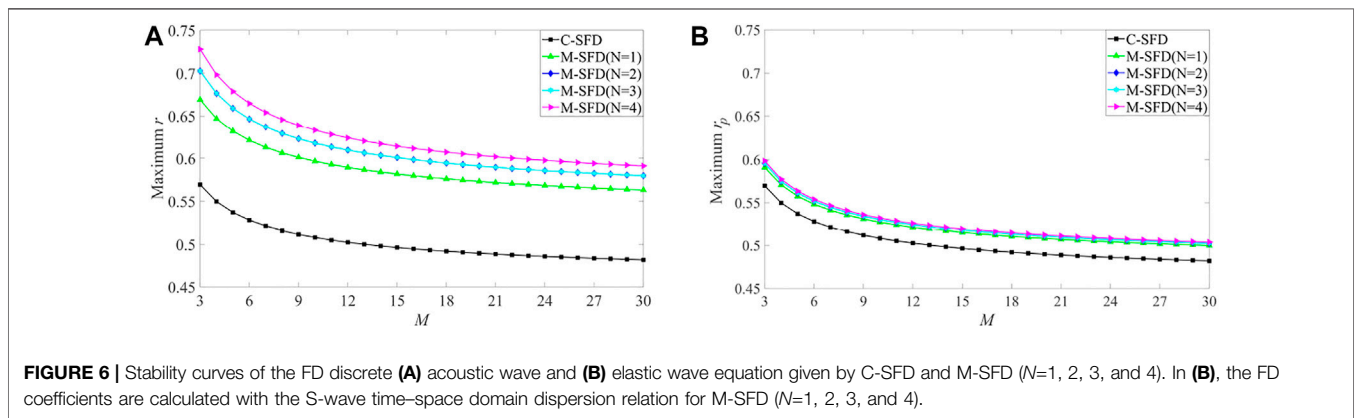 A
0.75
0.7
0.65
0.6
0.55
0.5
0.45
Maximum r
3 6 9 12 15 18 21 24 27 30
M
C-SFD
M-SFD(N=1)
M-SFD(N=2)
M-SFD(N=3)
M-SFD(N=4)
B
0.75
0.7
0.65
0.6
0.55
0.5
0.45
Maximum rp
3 6 9 12 15 18 21 24 27 30
M
C-SFD
M-SFD(N=1)
M-SFD(N=2)
M-SFD(N=3)
M-SFD(N=4)
FIGURE 6 | Stability curves of the FD discrete (A) acoustic wave and (B) elastic wave equation given by C-SFD and M-SFD (N=1, 2, 3, and 4). In (B), the FD
coefficients are calculated with the S-wave time–space domain dispersion relation for M-SFD (N=1, 2, 3, and 4).